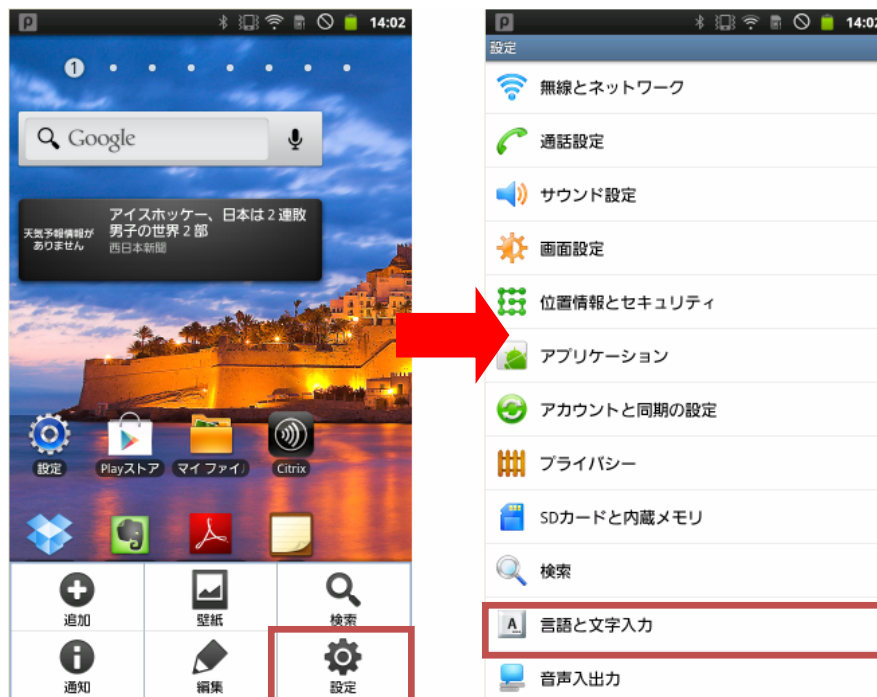 14:02
1
Google
天気予報情報が
ありません
アイスホッケー、日本は2連敗
男子の世界2部
西日本新聞
設定
Playストア
マイ ファイ
Citrix
追加
壁紙
検索
通知
編集
設定
14:02
設定
無線とネットワーク
通話設定
サウンド設定
画面設定
位置情報とセキュリティ
アプリケーション
アカウントと同期の設定
プライバシー
SDカードと内蔵メモリ
検索
A
言語と文字入力
音声入出力